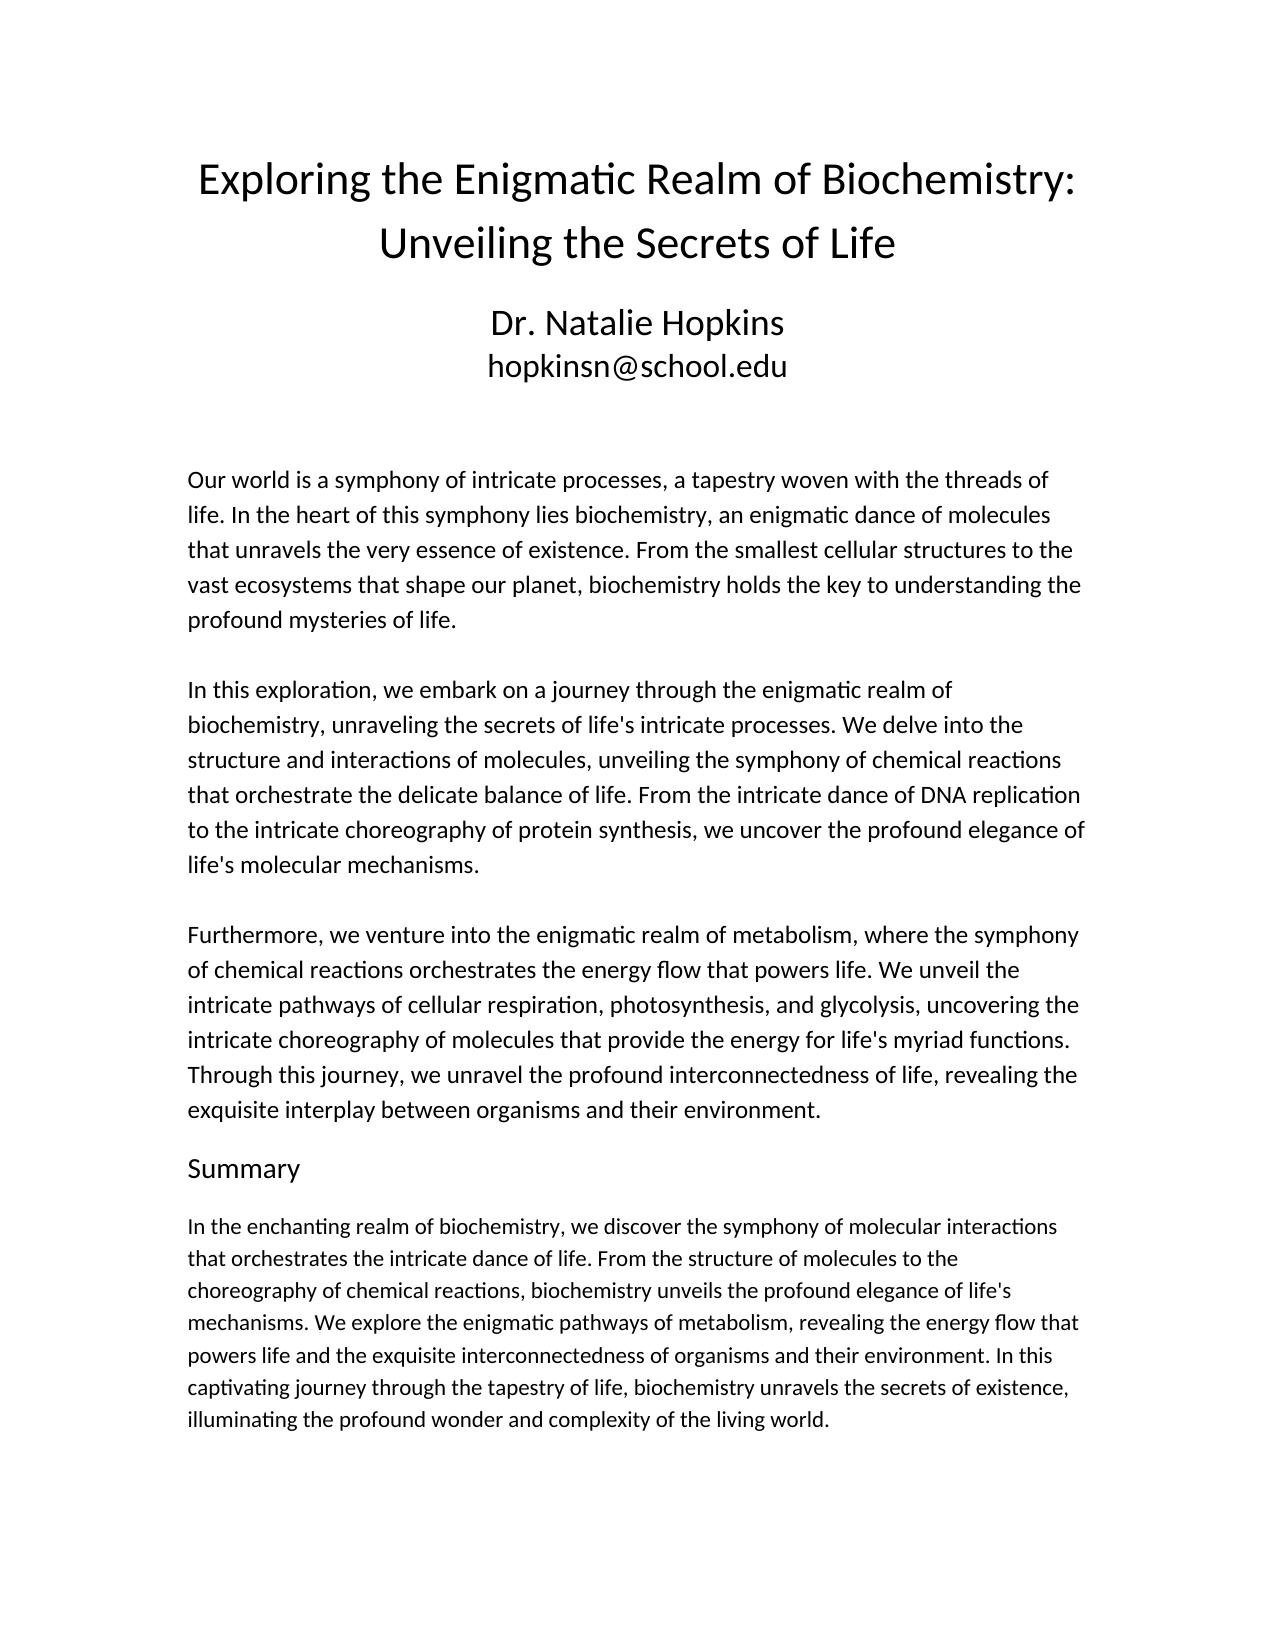 Exploring the Enigmatic Realm of Biochemistry:
Unveiling the Secrets of Life
Dr. Natalie Hopkins
hopkinsn@school.edu
Our world is a symphony of intricate processes, a tapestry woven with the threads of
life. In the heart of this symphony lies biochemistry, an enigmatic dance of molecules
that unravels the very essence of existence. From the smallest cellular structures to the
vast ecosystems that shape our planet, biochemistry holds the key to understanding the
profound mysteries of life.
In this exploration, we embark on a journey through the enigmatic realm of
biochemistry, unraveling the secrets of life's intricate processes. We delve into the
structure and interactions of molecules, unveiling the symphony of chemical reactions
that orchestrate the delicate balance of life. From the intricate dance of DNA replication
to the intricate choreography of protein synthesis, we uncover the profound elegance of
life's molecular mechanisms.
Furthermore, we venture into the enigmatic realm of metabolism, where the symphony
of chemical reactions orchestrates the energy flow that powers life. We unveil the
intricate pathways of cellular respiration, photosynthesis, and glycolysis, uncovering the
intricate choreography of molecules that provide the energy for life's myriad functions.
Through this journey, we unravel the profound interconnectedness of life, revealing the
exquisite interplay between organisms and their environment.
Summary
In the enchanting realm of biochemistry, we discover the symphony of molecular interactions
that orchestrates the intricate dance of life. From the structure of molecules to the
choreography of chemical reactions, biochemistry unveils the profound elegance of life's
mechanisms. We explore the enigmatic pathways of metabolism, revealing the energy flow that
powers life and the exquisite interconnectedness of organisms and their environment. In this
captivating journey through the tapestry of life, biochemistry unravels the secrets of existence,
illuminating the profound wonder and complexity of the living world.